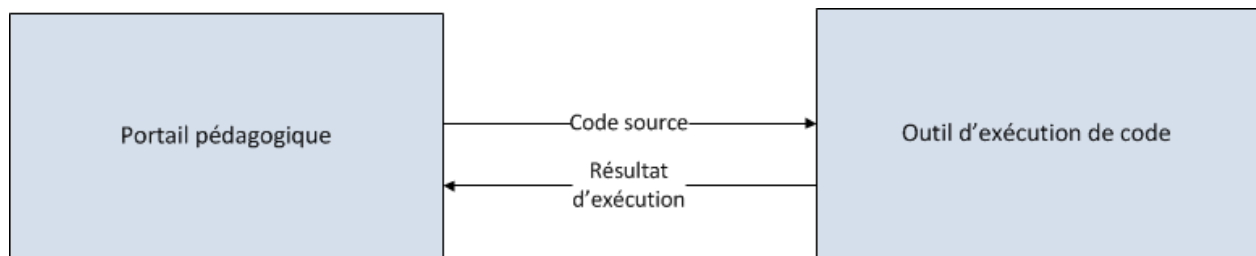 Portail pédagogique
Code source
Résultat
d’exécution
Outil d’exécution de code